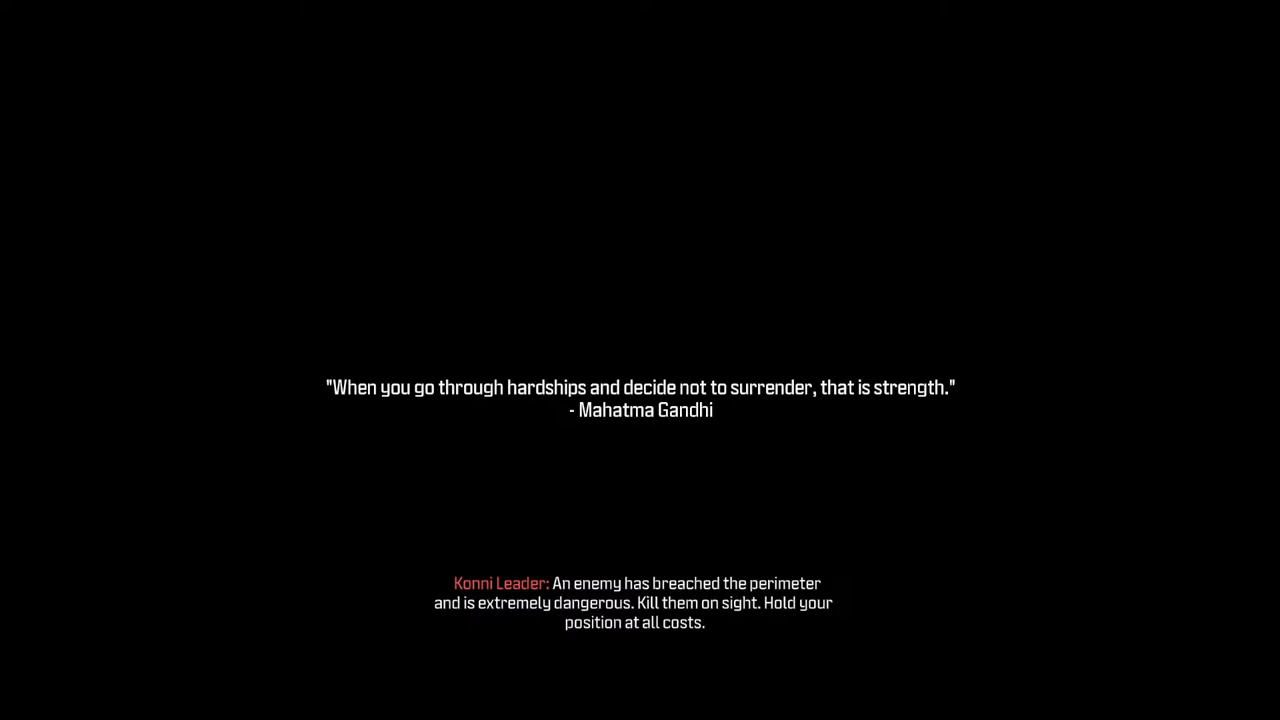 "When you go through hardships and decide not to surrender, that is strength."
- Mahatma Gandhi
Konni Leader: An enemy has breached the perimeter
and is extremely dangerous. Kill them on sight. Hold your
position at all costs.